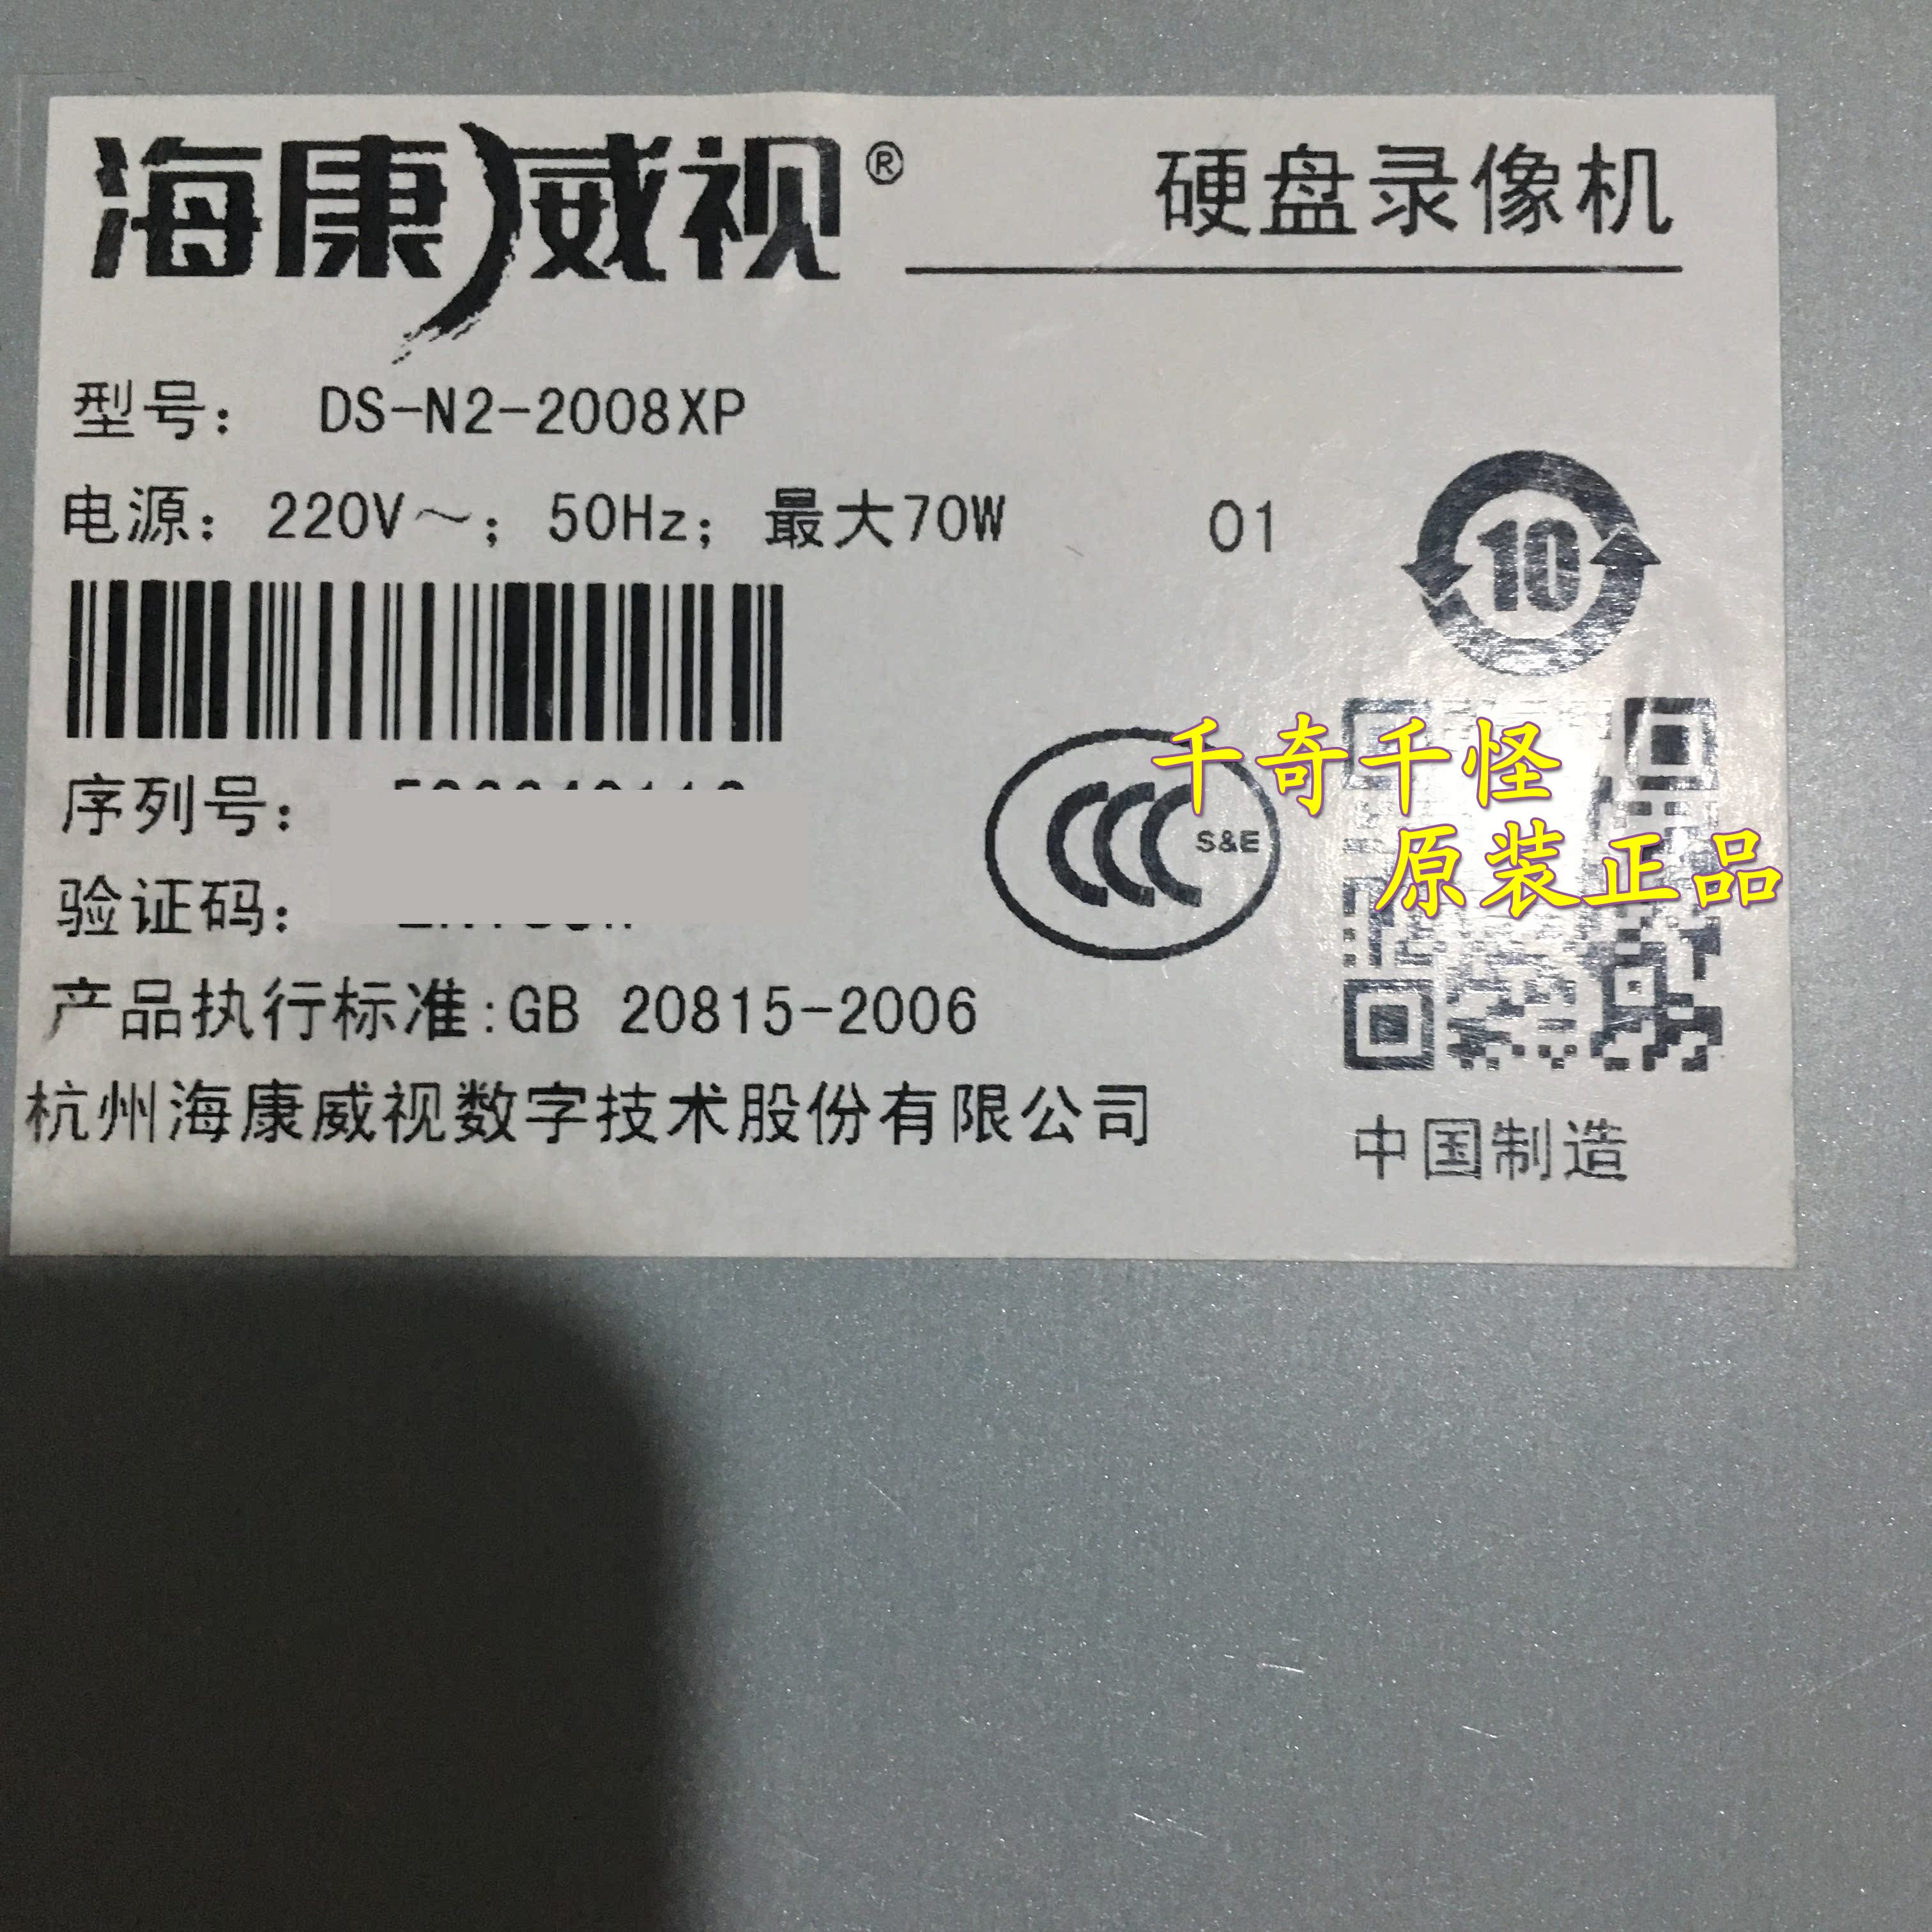 海康威视®
硬盘录像机
型号： DS-N2-2008XP
电源：220V～；50Hz；最大70W
01
10
序列号：
验证码：
S&E
千奇千怪
原装正品
产品执行标准:GB 20815-2006
杭州海康威视数字技术股份有限公司
中国制造